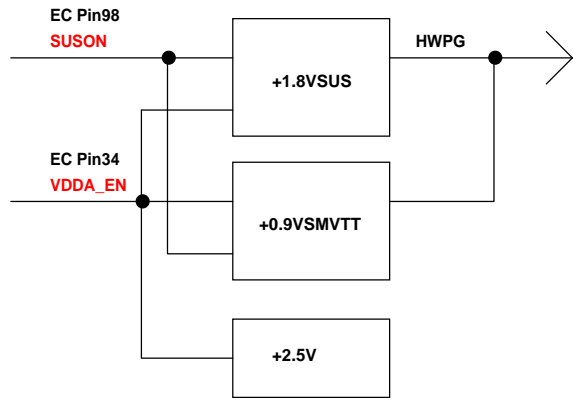 EC Pin98
SUSON
HWPG
+1.8VSUS
EC Pin34
VDDA_EN
+0.9VSMVTT
+2.5V